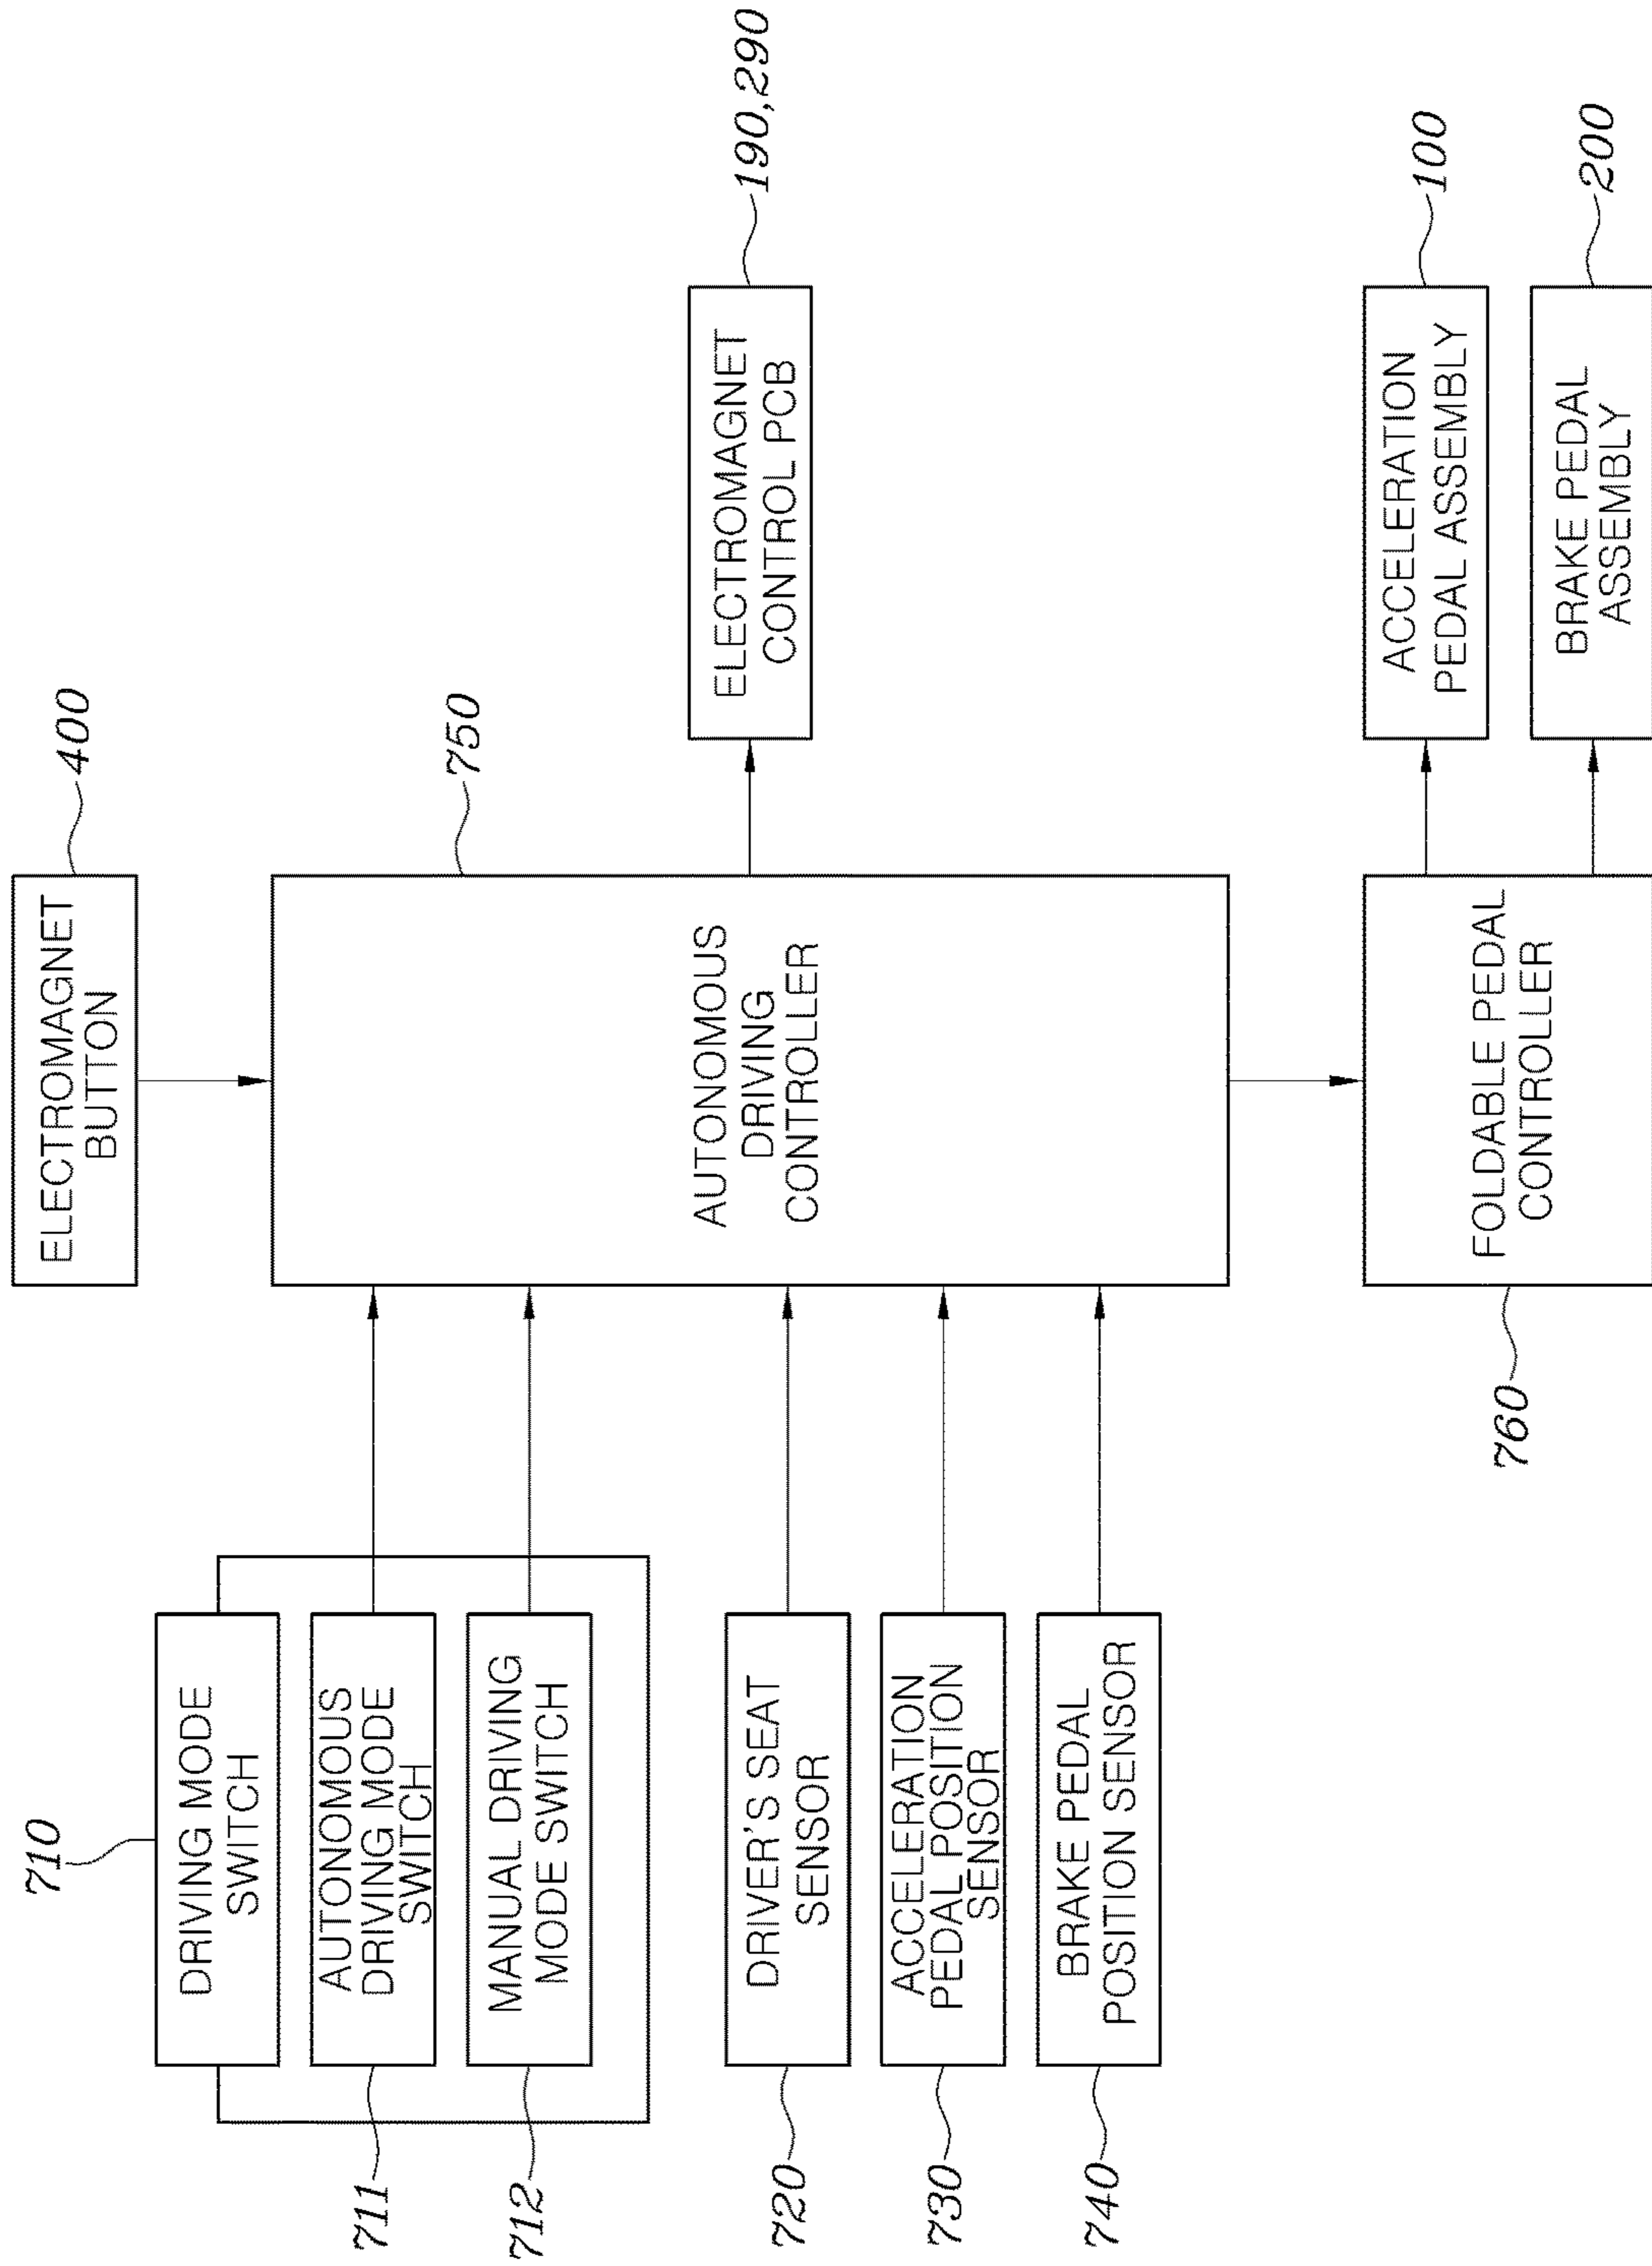 710
DRIVING MODE
SWITCH
711
AUTONOMOUS
DRIVING MODE
SWITCH
712
MANUAL DRIVING
MODE SWITCH
720
DRIVER'S SEAT
SENSOR
730
ACCELERATION
PEDAL POSITION
SENSOR
740
BRAKE PEDAL
POSITION SENSOR
ELECTROMAGNET
BUTTON
400
750
AUTONOMOUS
DRIVING
CONTROLLER
760
FOLDABLE PEDAL
CONTROLLER
ELECTROMAGNET
CONTROL PCB
190,290
ACCELERATION
PEDAL ASSEMBLY
100
BRAKE PEDAL
ASSEMBLY
200